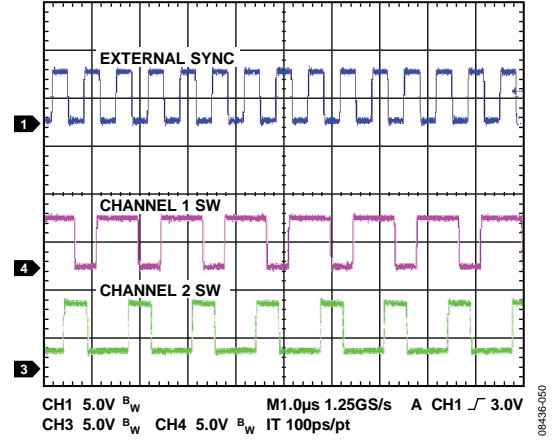 EXTERNAL SYNC
1
CHANNEL 1 SW
4
CHANNEL 2 SW
3
CH1 5.0V BW M1.0µs 1.25GS/s A CH1 3.0V
CH3 5.0V BW CH4 5.0V BW IT 100ps/pt
08436-050